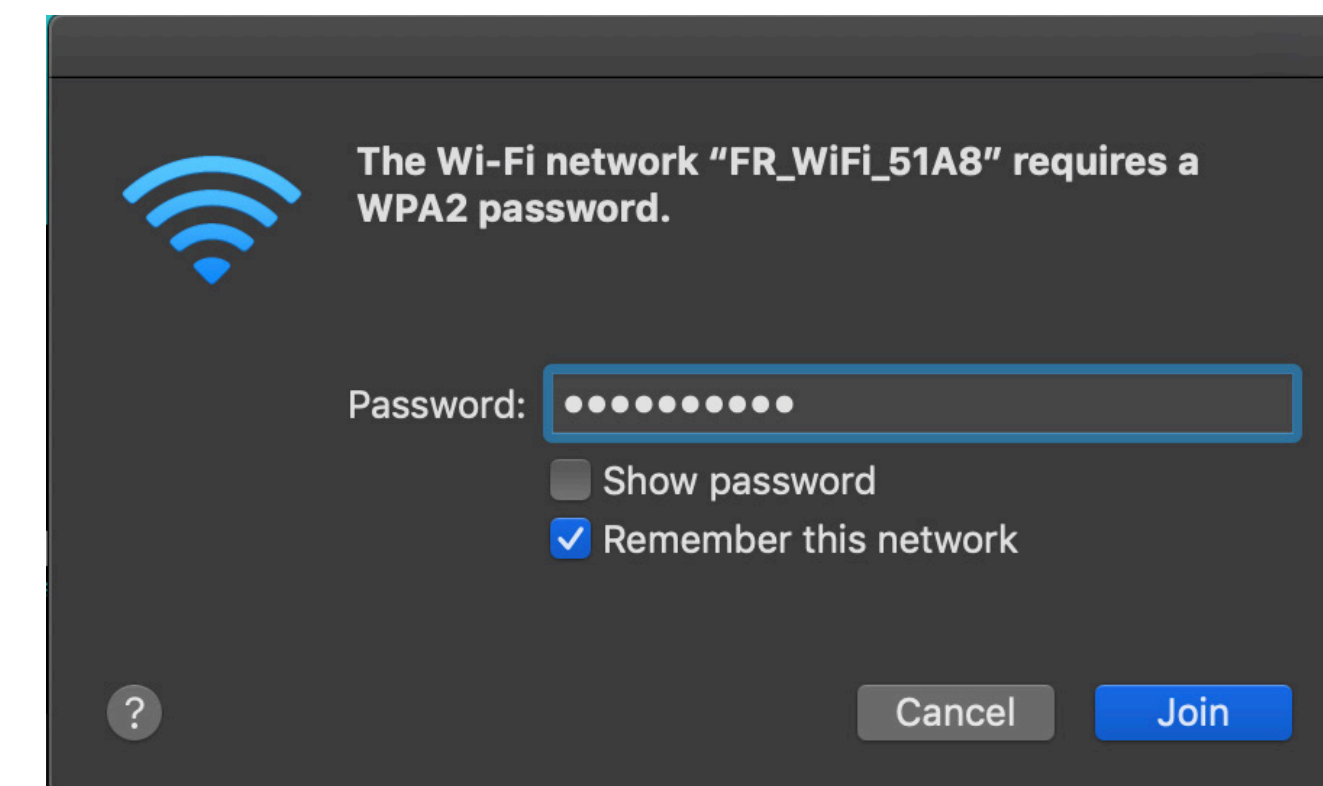 The Wi-Fi network “FR_WiFi_51A8” requires a
WPA2 password.
Password: ●●●●●●●●●●
Show password
Remember this network
? Cancel Join